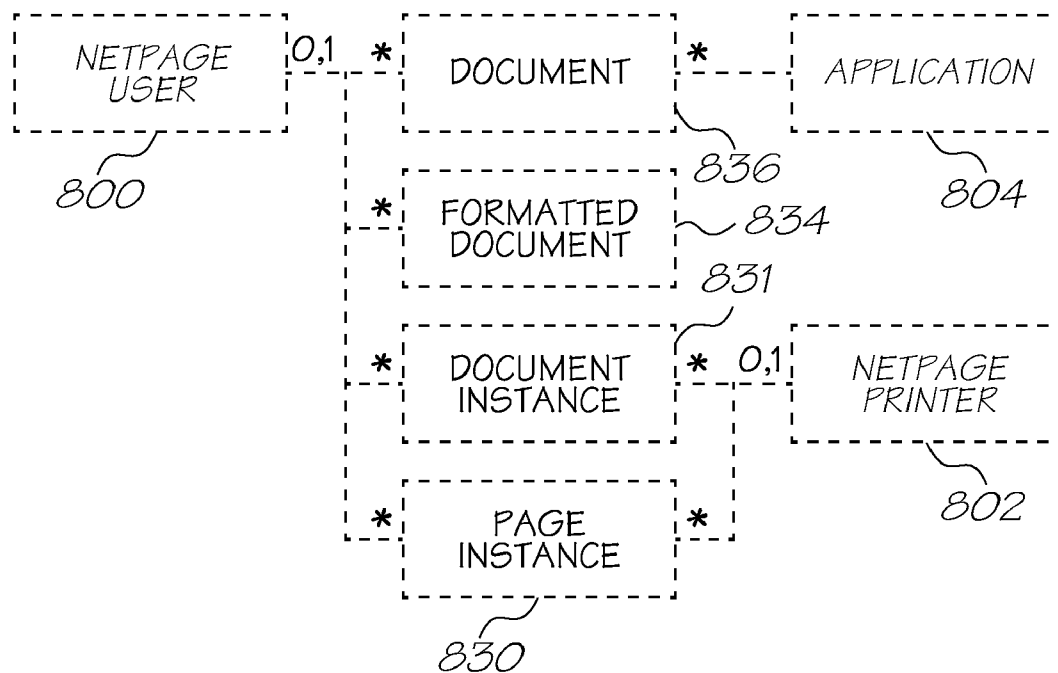 NETPAGE
USER
0,1
*
DOCUMENT
*
APPLICATION
800
836
804
*
FORMATTED
DOCUMENT
834
831
*
DOCUMENT
INSTANCE
*
0,1
NETPAGE
PRINTER
802
*
PAGE
INSTANCE
*
830